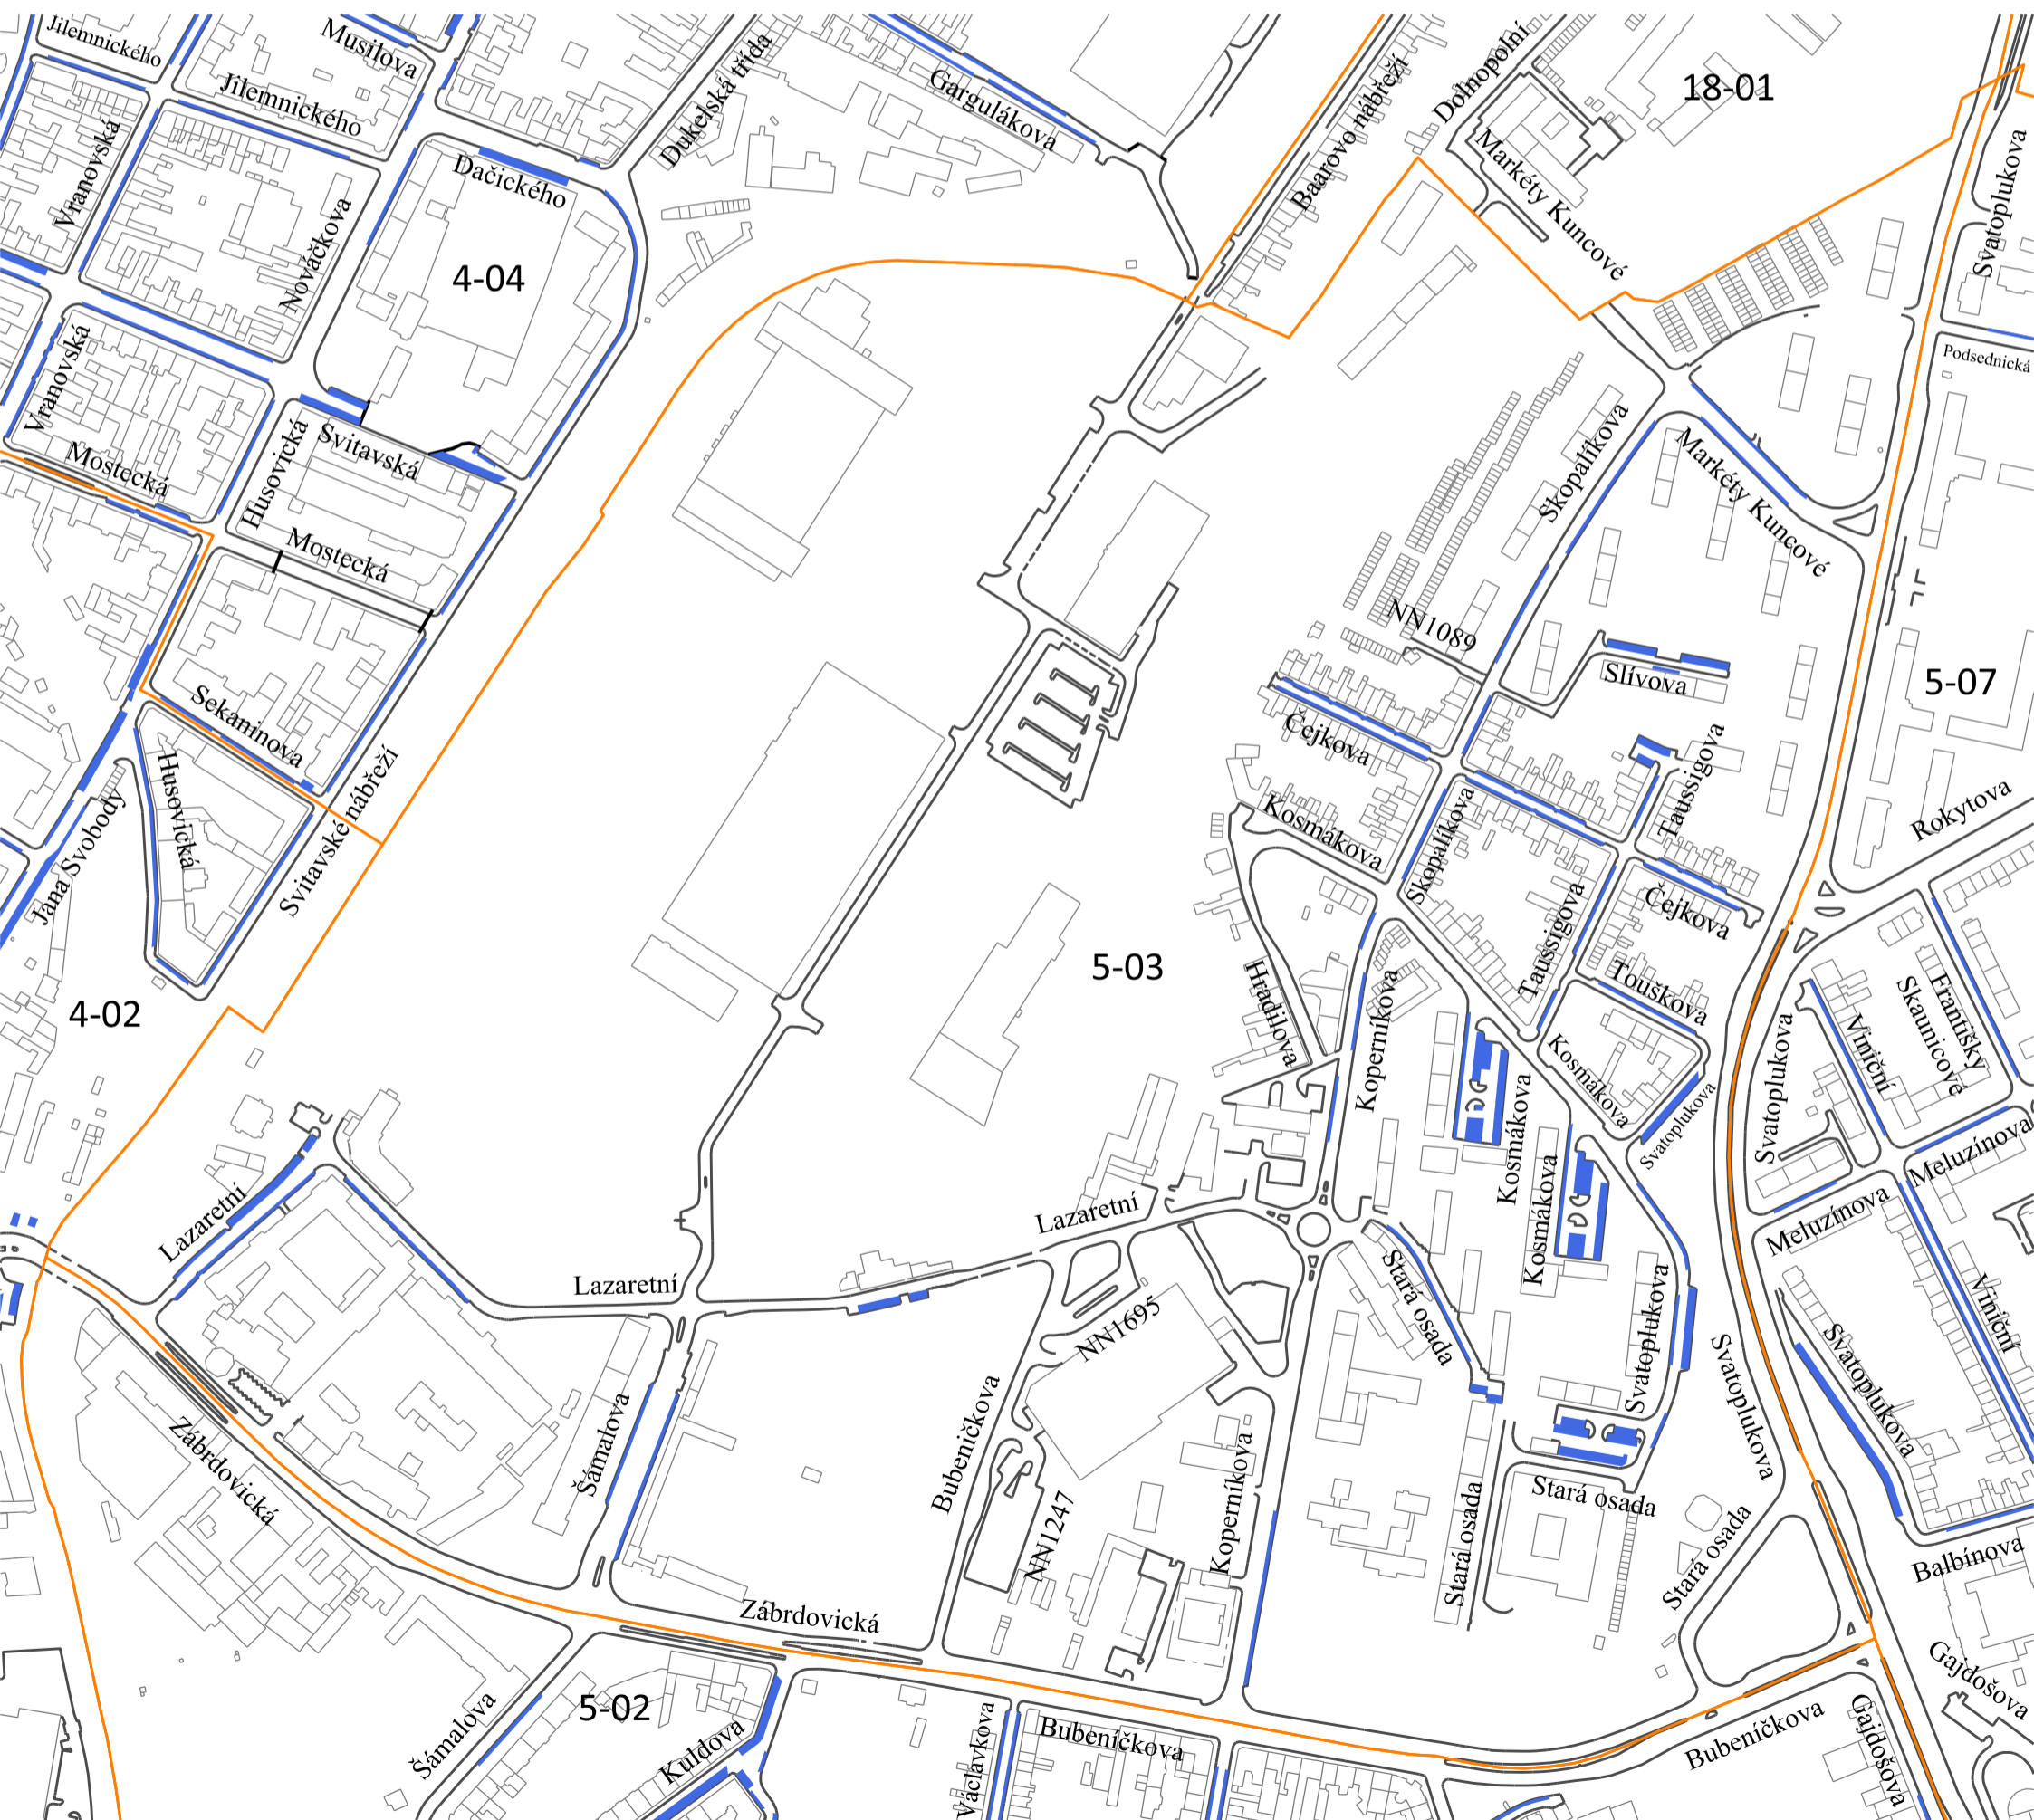 Jilemnického
Musilova
Jilemnického
Dukelská třída
Gargulákova
Baarovo nábřeží
Dolnopolní
18-01
Markéty Kuncové
Svatoplukova
Vranovská
Dačického
Nováčkova
4-04
Vranovská
Mostecká
Husovická
Svitavská
Mostecká
Podsednická
Skopalíkova
Markéty Kuncové
NN1089
Slívova
5-07
Sekaninova
Husovická
Svitavské nábřeží
Jana Svobody
Čejkova
Kosmákova
Skopalíkova
Taussigova
Rokytova
Taussigova
Čejkova
Touškova
5-03
4-02
Hradilova
Koperníkova
Kosmákova
Svatoplukova
Svatoplukova
Viniční
Františky
Skaunicové
Meluzínova
Meluzínova
Kosmákova
Kosmákova
Lazaretní
Lazaretní
Lazaretní
Stará osada
Svatoplukova
Svatoplukova
Svatoplukova
Viniční
NN1695
Bubeníčkova
Šámalova
Zábrdovická
Koperníkova
NN1247
Stará osada
Stará osada
Stará osada
Balbínova
Zábrdovická
5-02
Šámalova
Kuldova
Václavkova
Bubeníčkova
Bubeníčkova
Gajdošova
Gajdošova